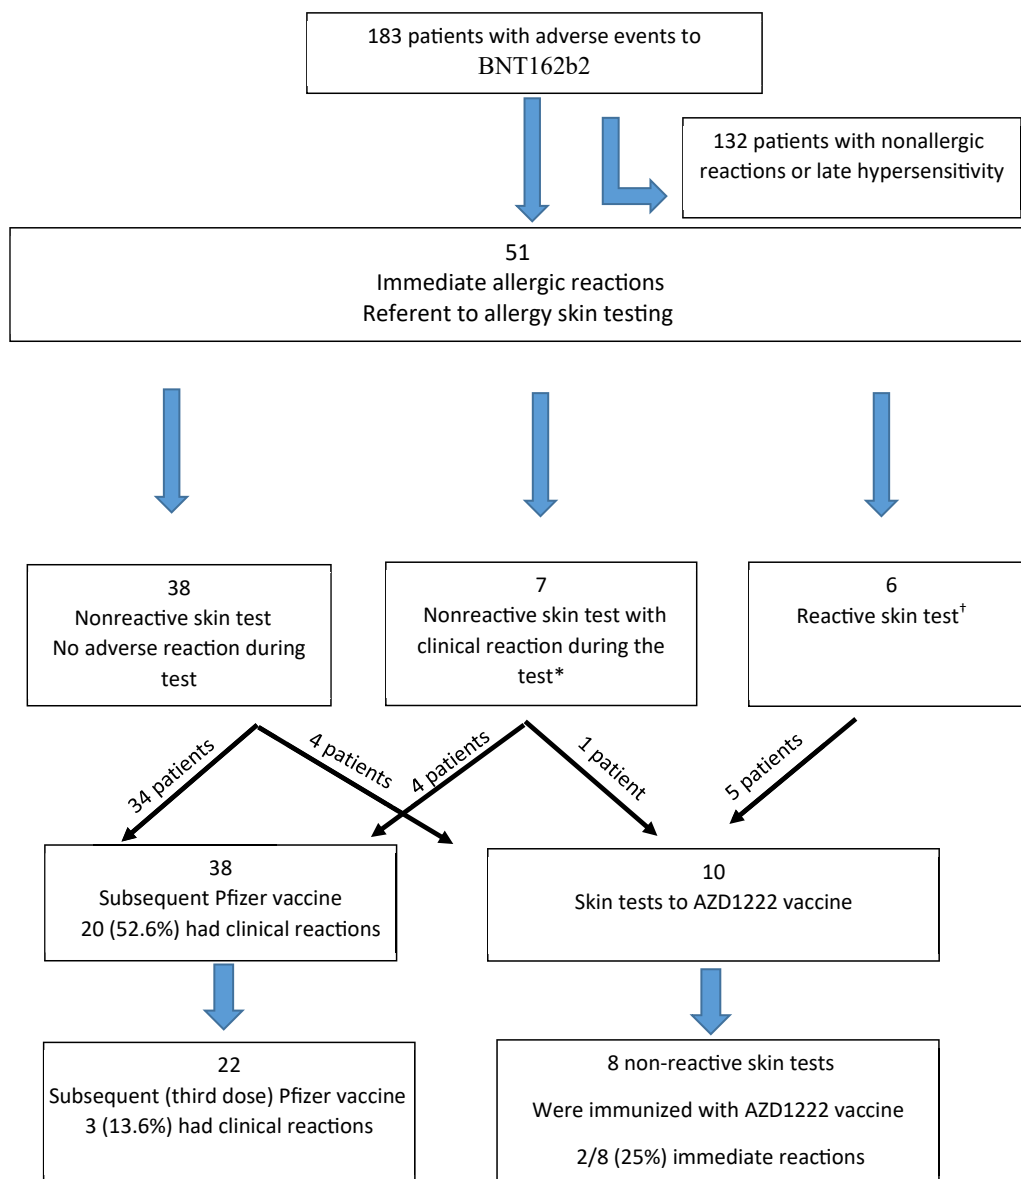 183 patients with adverse events to
BNT162b2
132 patients with nonallergic
reactions or late hypersensitivity
51
Immediate allergic reactions
Referent to allergy skin testing
38
Nonreactive skin test
No adverse reaction during
test
7
Nonreactive skin test with
clinical reaction during the
test*
6
Reactive skin test†
34 patients
4 patients
4 patients
1 patient
5 patients
38
Subsequent Pfizer vaccine
20 (52.6%) had clinical reactions
10
Skin tests to AZD1222 vaccine
22
Subsequent (third dose) Pfizer vaccine
3 (13.6%) had clinical reactions
8 non-reactive skin tests
Were immunized with AZD1222 vaccine
2/8 (25%) immediate reactions